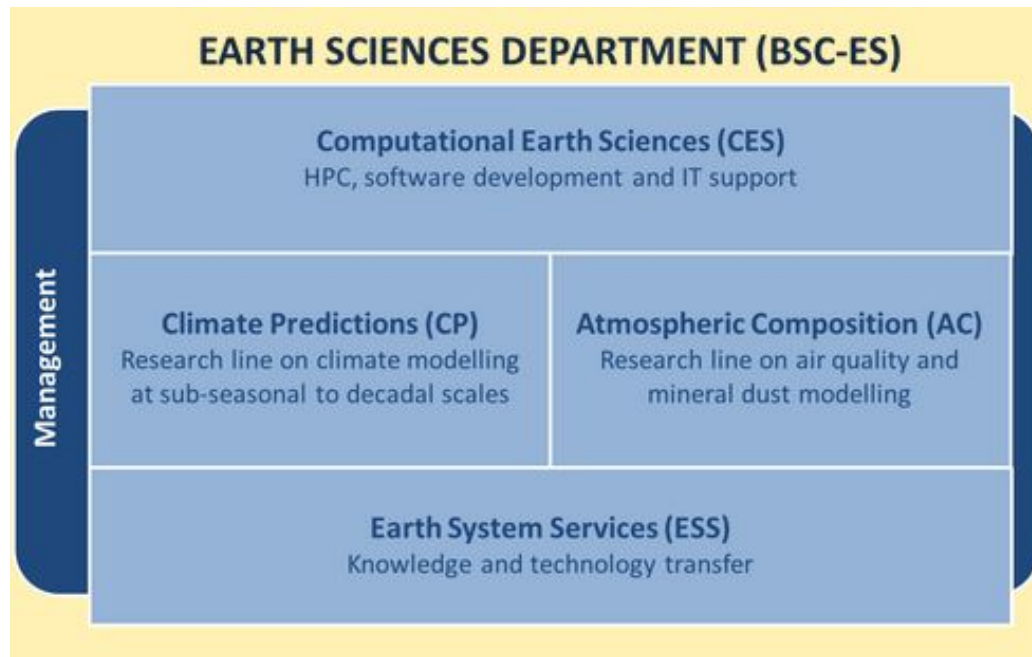 EARTH SCIENCES DEPARTMENT (BSC-ES)
Computational Earth Sciences (CES)
HPC, software development and IT support
Management
Climate Predictions (CP)
Research line on climate modelling
at sub-seasonal to decadal scales
Atmospheric Composition (AC)
Research line on air quality and
mineral dust modelling
Earth System Services (ESS)
Knowledge and technology transfer